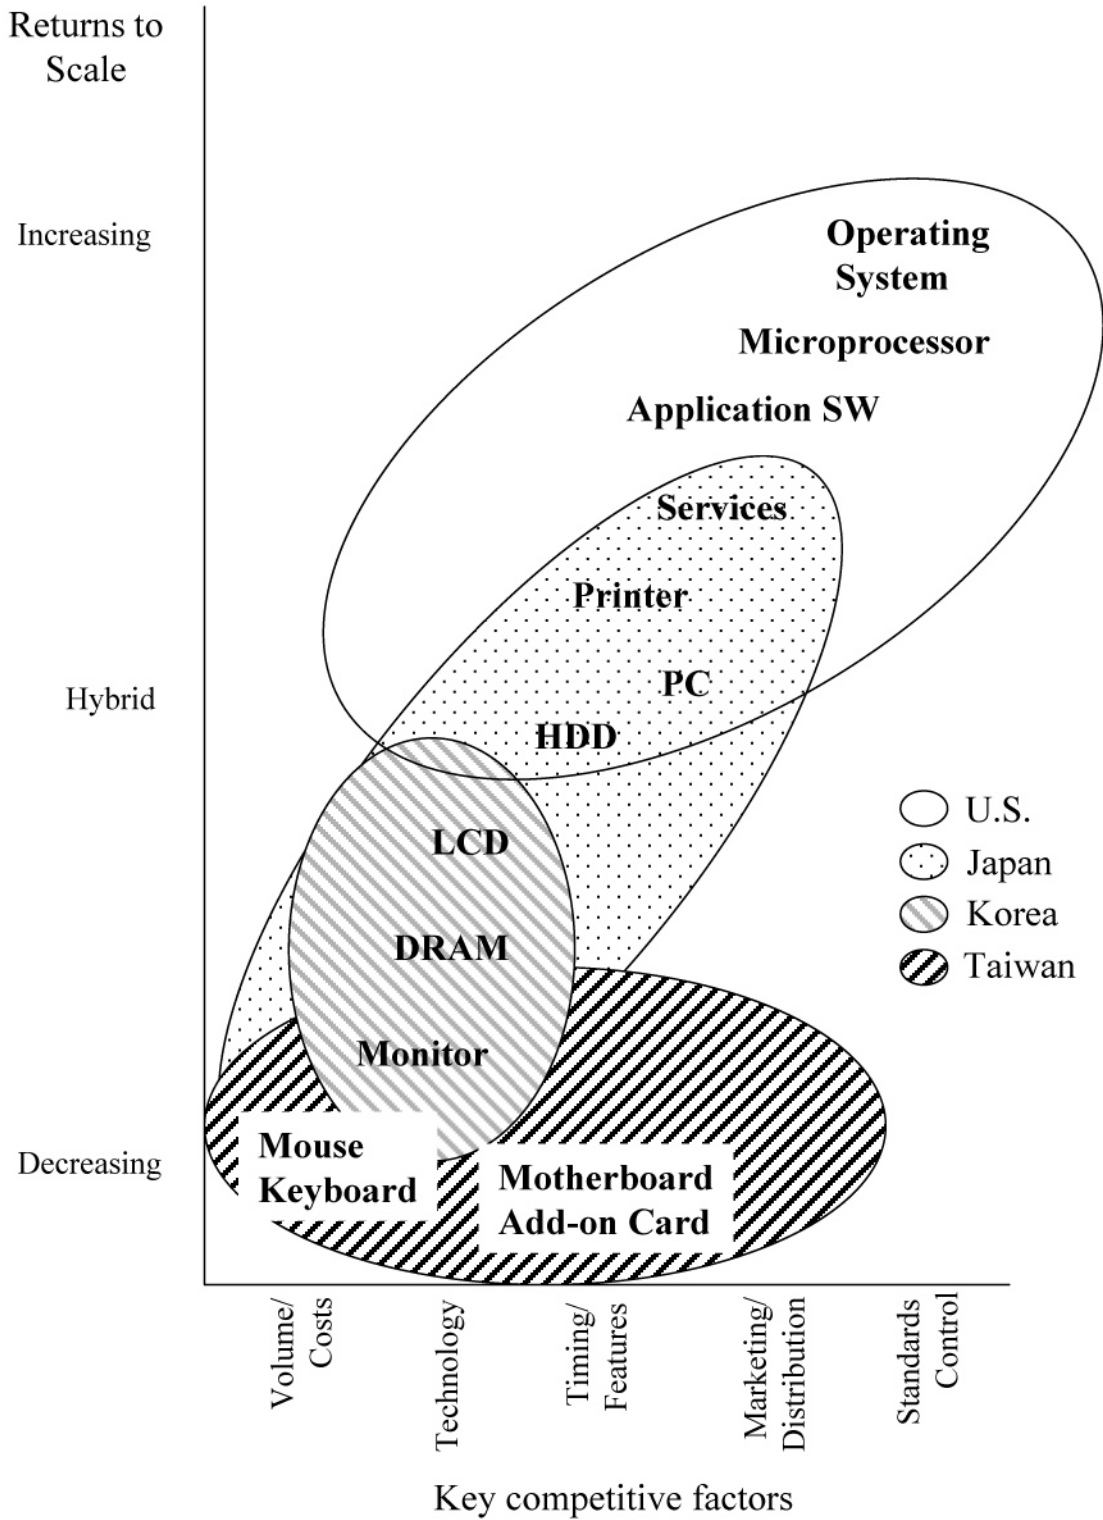 Returns to
Scale
Increasing
Operating
System
Microprocessor
Application SW
Services
Printer
Hybrid
PC
HDD
LCD
DRAM
Monitor
U.S.
Japan
Korea
Taiwan
Decreasing
Mouse
Keyboard
Motherboard
Add-on Card
Volume/
Costs
Technology
Timing/
Features
Marketing/
Distribution
Standards
Control
Key competitive factors